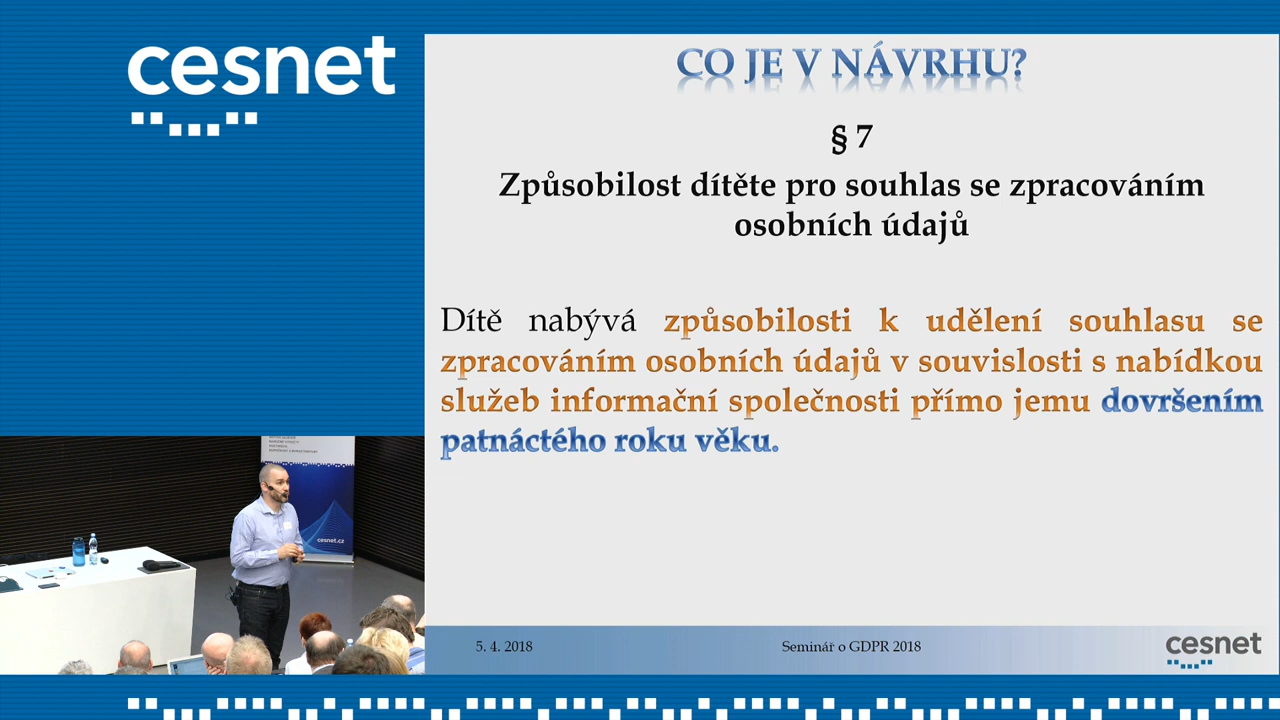 cesnet
CO JE V NÁVRHU?
§ 7
Způsobilost dítěte pro souhlas se zpracováním
osobních údajů
Dítě nabývá způsobilosti k udělení souhlasu se
zpracováním osobních údajů v souvislosti s nabídkou
služeb informační společnosti přímo jemu dovršením
patnáctého roku věku.
cesnet.cz
5. 4. 2018
Seminář o GDPR 2018
cesnet